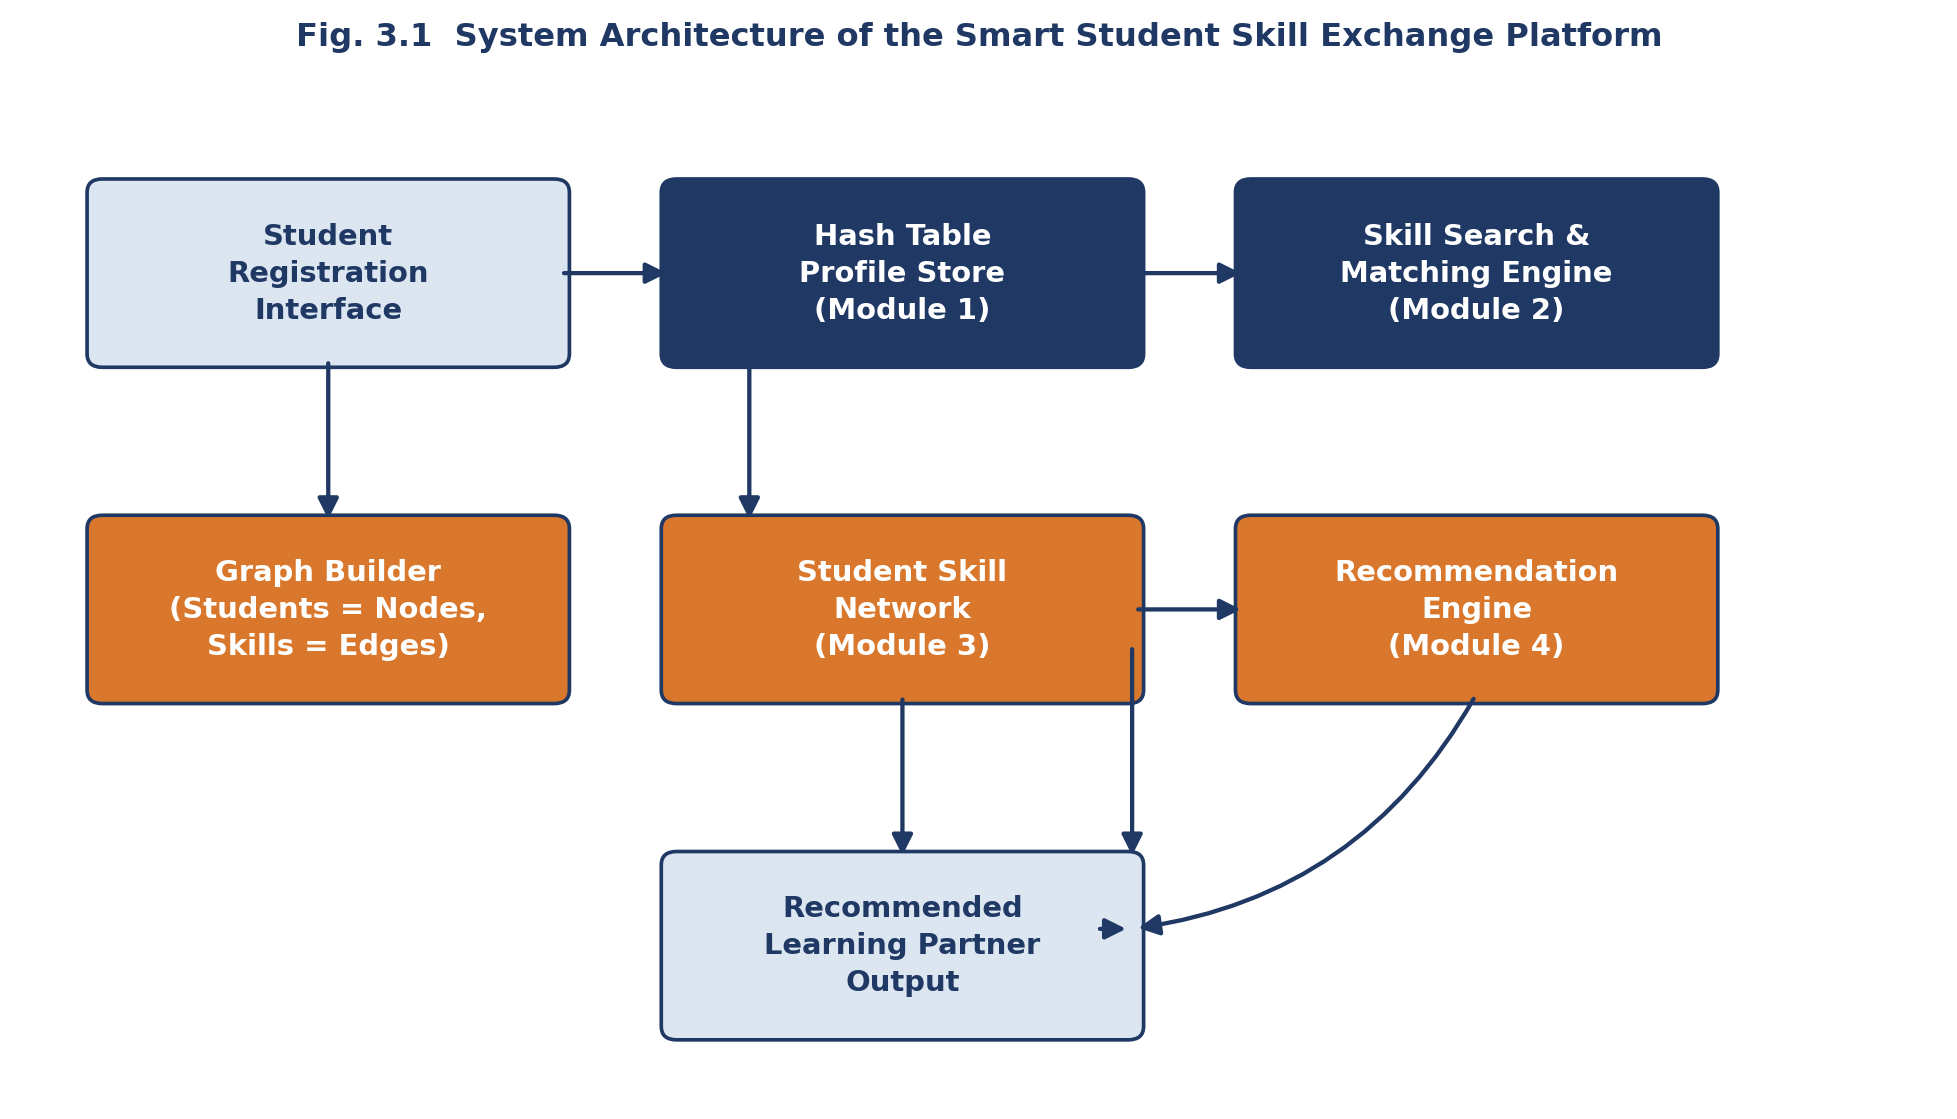 Fig. 3.1  System Architecture of the Smart Student Skill Exchange Platform
Student
Registration
Interface
Hash Table
Profile Store
(Module 1)
Skill Search &
Matching Engine
(Module 2)
Graph Builder
(Students = Nodes,
Skills = Edges)
Student Skill
Network
(Module 3)
Recommendation
Engine
(Module 4)
Recommended
Learning Partner
Output